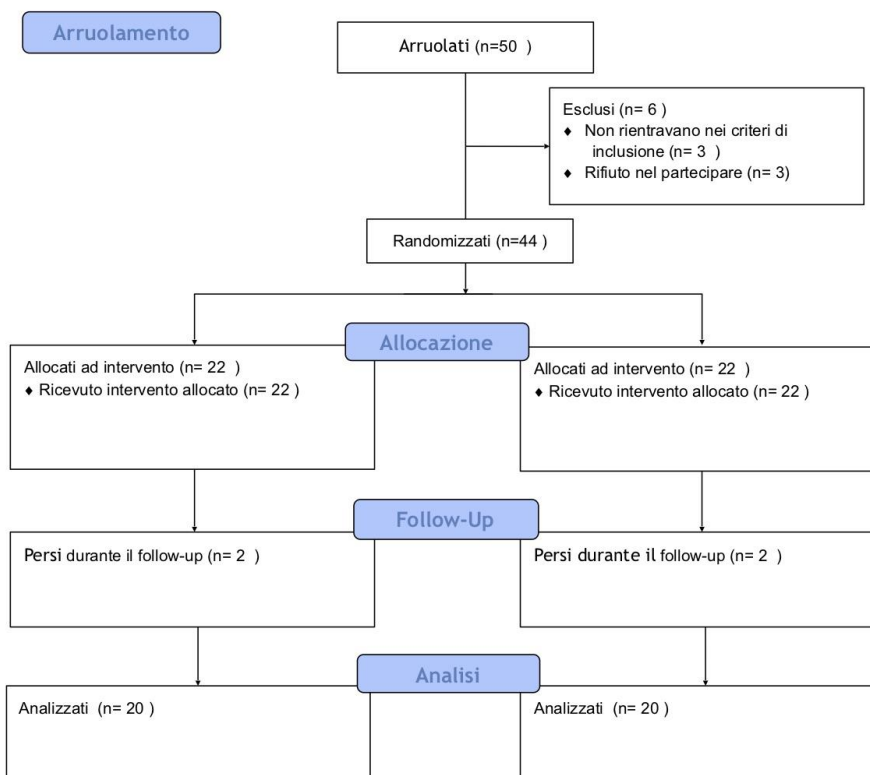 Arruolamento
Arruolati (n=50 )
Esclusi (n= 6 )
♦ Non rientravano nei criteri di
inclusione (n= 3 )
♦ Rifiuto nel partecipare (n= 3)
Randomizzati (n=44 )
Allocazione
Allocati ad intervento (n= 22 )
♦ Ricevuto intervento allocato (n= 22 )
Allocati ad intervento (n= 22 )
♦ Ricevuto intervento allocato (n= 22 )
Follow-Up
Persi durante il follow-up (n= 2 )
Persi durante il follow-up (n= 2 )
Analisi
Analizzati (n= 20 )
Analizzati (n= 20 )